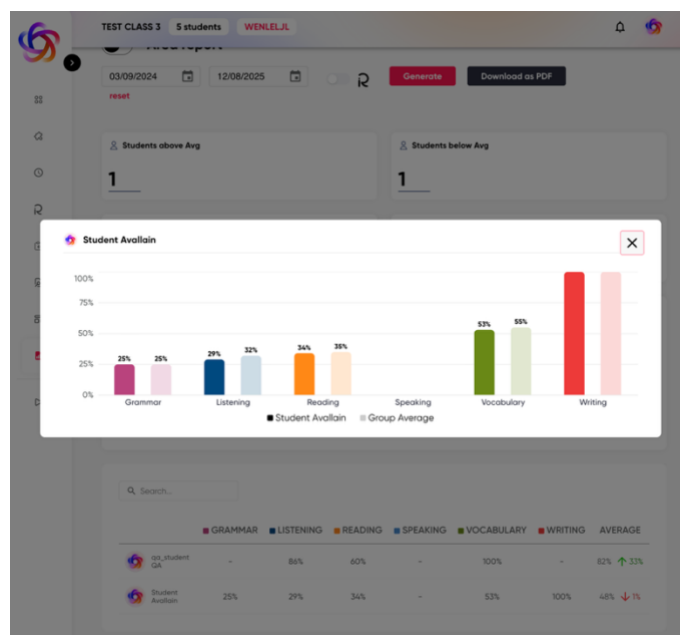 TEST CLASS 3 5 students WENLELJL
Area report
03/09/2024 12/08/2025 Generate Download as PDF
reset
Students above Avg Students below Avg
1 1
Student Avallain
100%
75%
50%
25%
0%
25% 25% 29% 32% 34% 35% 53% 55%
Grammar Listening Reading Speaking Vocabulary Writing
Student Avallain Group Average
Search...
GRAMMAR LISTENING READING SPEAKING VOCABULARY WRITING AVERAGE
qa_student QA - 86% 60% - 100% - 82% 33%
Student Avallain 25% 29% 34% - 53% 100% 48% 1%